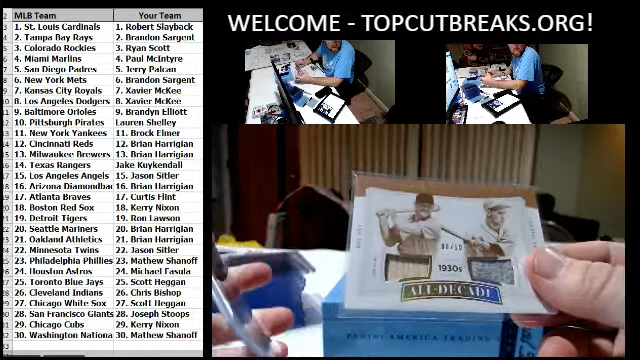 WELCOME - TOPCUTBREAKS.ORG!
MLB Team Your Team
1. St. Louis Cardinals 1. Robert Slayback
2. Tampa Bay Rays 2. Brandon Sargent
3. Colorado Rockies 3. Ryan Scott
4. Miami Marlins 4. Paul McIntyre
5. San Diego Padres 5. Jerry Palcan
6. New York Mets 6. Brandon Sargent
7. Kansas City Royals 7. Xavier McKee
8. Los Angeles Dodgers 8. Xavier McKee
9. Baltimore Orioles 9. Brandyn Elliott
10. Pittsburgh Pirates Lauren Shelley
11. New York Yankees 11. Brock Elmer
12. Cincinnati Reds 12. Brian Harrigian
13. Milwaukee Brewers 13. Brian Harrigian
14. Texas Rangers Jake Kuykendall
15. Los Angeles Angels 15. Jason Sitler
16. Arizona Diamondbac 16. Brian Harrigian
17. Atlanta Braves 17. Curtis Flint
18. Boston Red Sox 18. Kerry Nixon
19. Detroit Tigers 19. Ron Lawson
20. Seattle Mariners 20. Brian Harrigian
21. Oakland Athletics 21. Brian Harrigian
22. Minnesota Twins 22. Jason Sitler
23. Philadelphia Phillies 23. Mathew Shanoff
24. Houston Astros 24. Michael Fasula
25. Toronto Blue Jays 25. Scott Heggan
26. Cleveland Indians 26. Chris Bishop
27. Chicago White Sox 27. Scott Heggan
28. San Francisco Giants 28. Joseph Stoops
29. Chicago Cubs 29. Kerry Nixon
30. Washington Nationa 30. Mathew Shanoff
1930s
ALL-DECADE
PANINI AMERICA TRADING